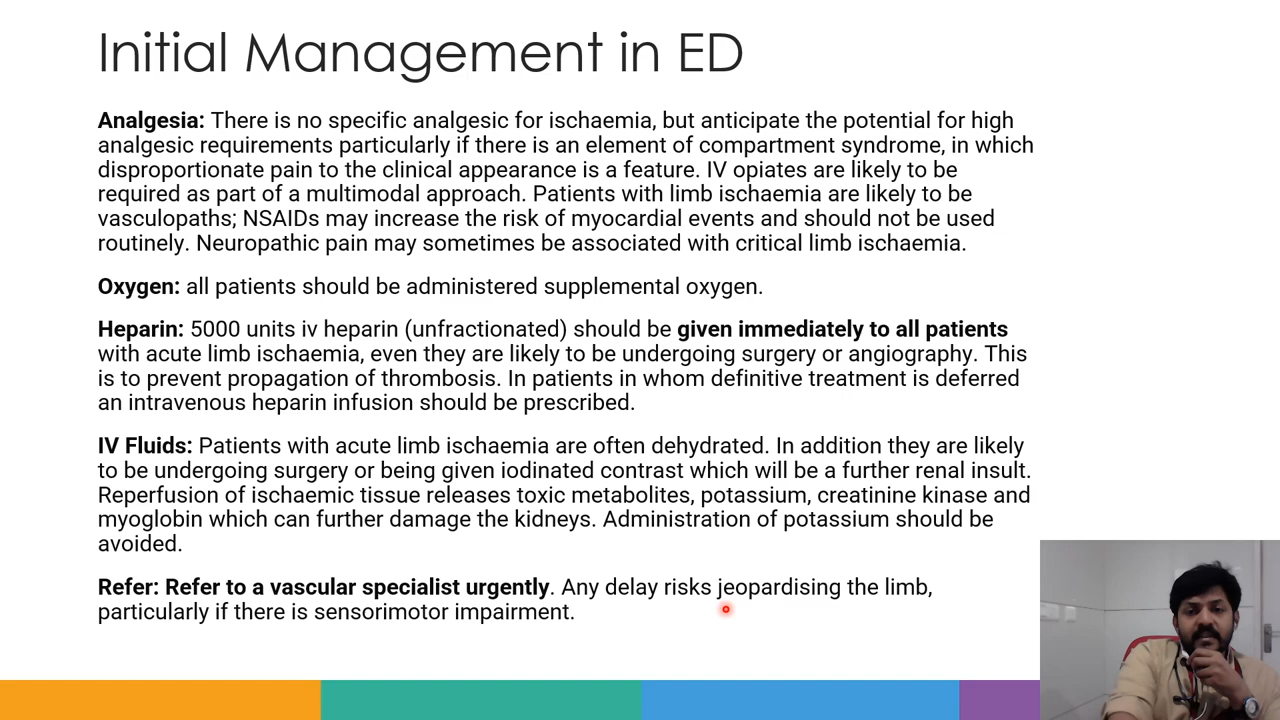 Initial Management in ED
Analgesia: There is no specific analgesic for ischaemia, but anticipate the potential for high
analgesic requirements particularly if there is an element of compartment syndrome, in which
disproportionate pain to the clinical appearance is a feature. IV opiates are likely to be
required as part of a multimodal approach. Patients with limb ischaemia are likely to be
vasculopaths; NSAIDs may increase the risk of myocardial events and should not be used
routinely. Neuropathic pain may sometimes be associated with critical limb ischaemia.
Oxygen: all patients should be administered supplemental oxygen.
Heparin: 5000 units iv heparin (unfractionated) should be given immediately to all patients
with acute limb ischaemia, even they are likely to be undergoing surgery or angiography. This
is to prevent propagation of thrombosis. In patients in whom definitive treatment is deferred
an intravenous heparin infusion should be prescribed.
IV Fluids: Patients with acute limb ischaemia are often dehydrated. In addition they are likely
to be undergoing surgery or being given iodinated contrast which will be a further renal insult.
Reperfusion of ischaemic tissue releases toxic metabolites, potassium, creatinine kinase and
myoglobin which can further damage the kidneys. Administration of potassium should be
avoided.
Refer: Refer to a vascular specialist urgently. Any delay risks jeopardising the limb,
particularly if there is sensorimotor impairment.